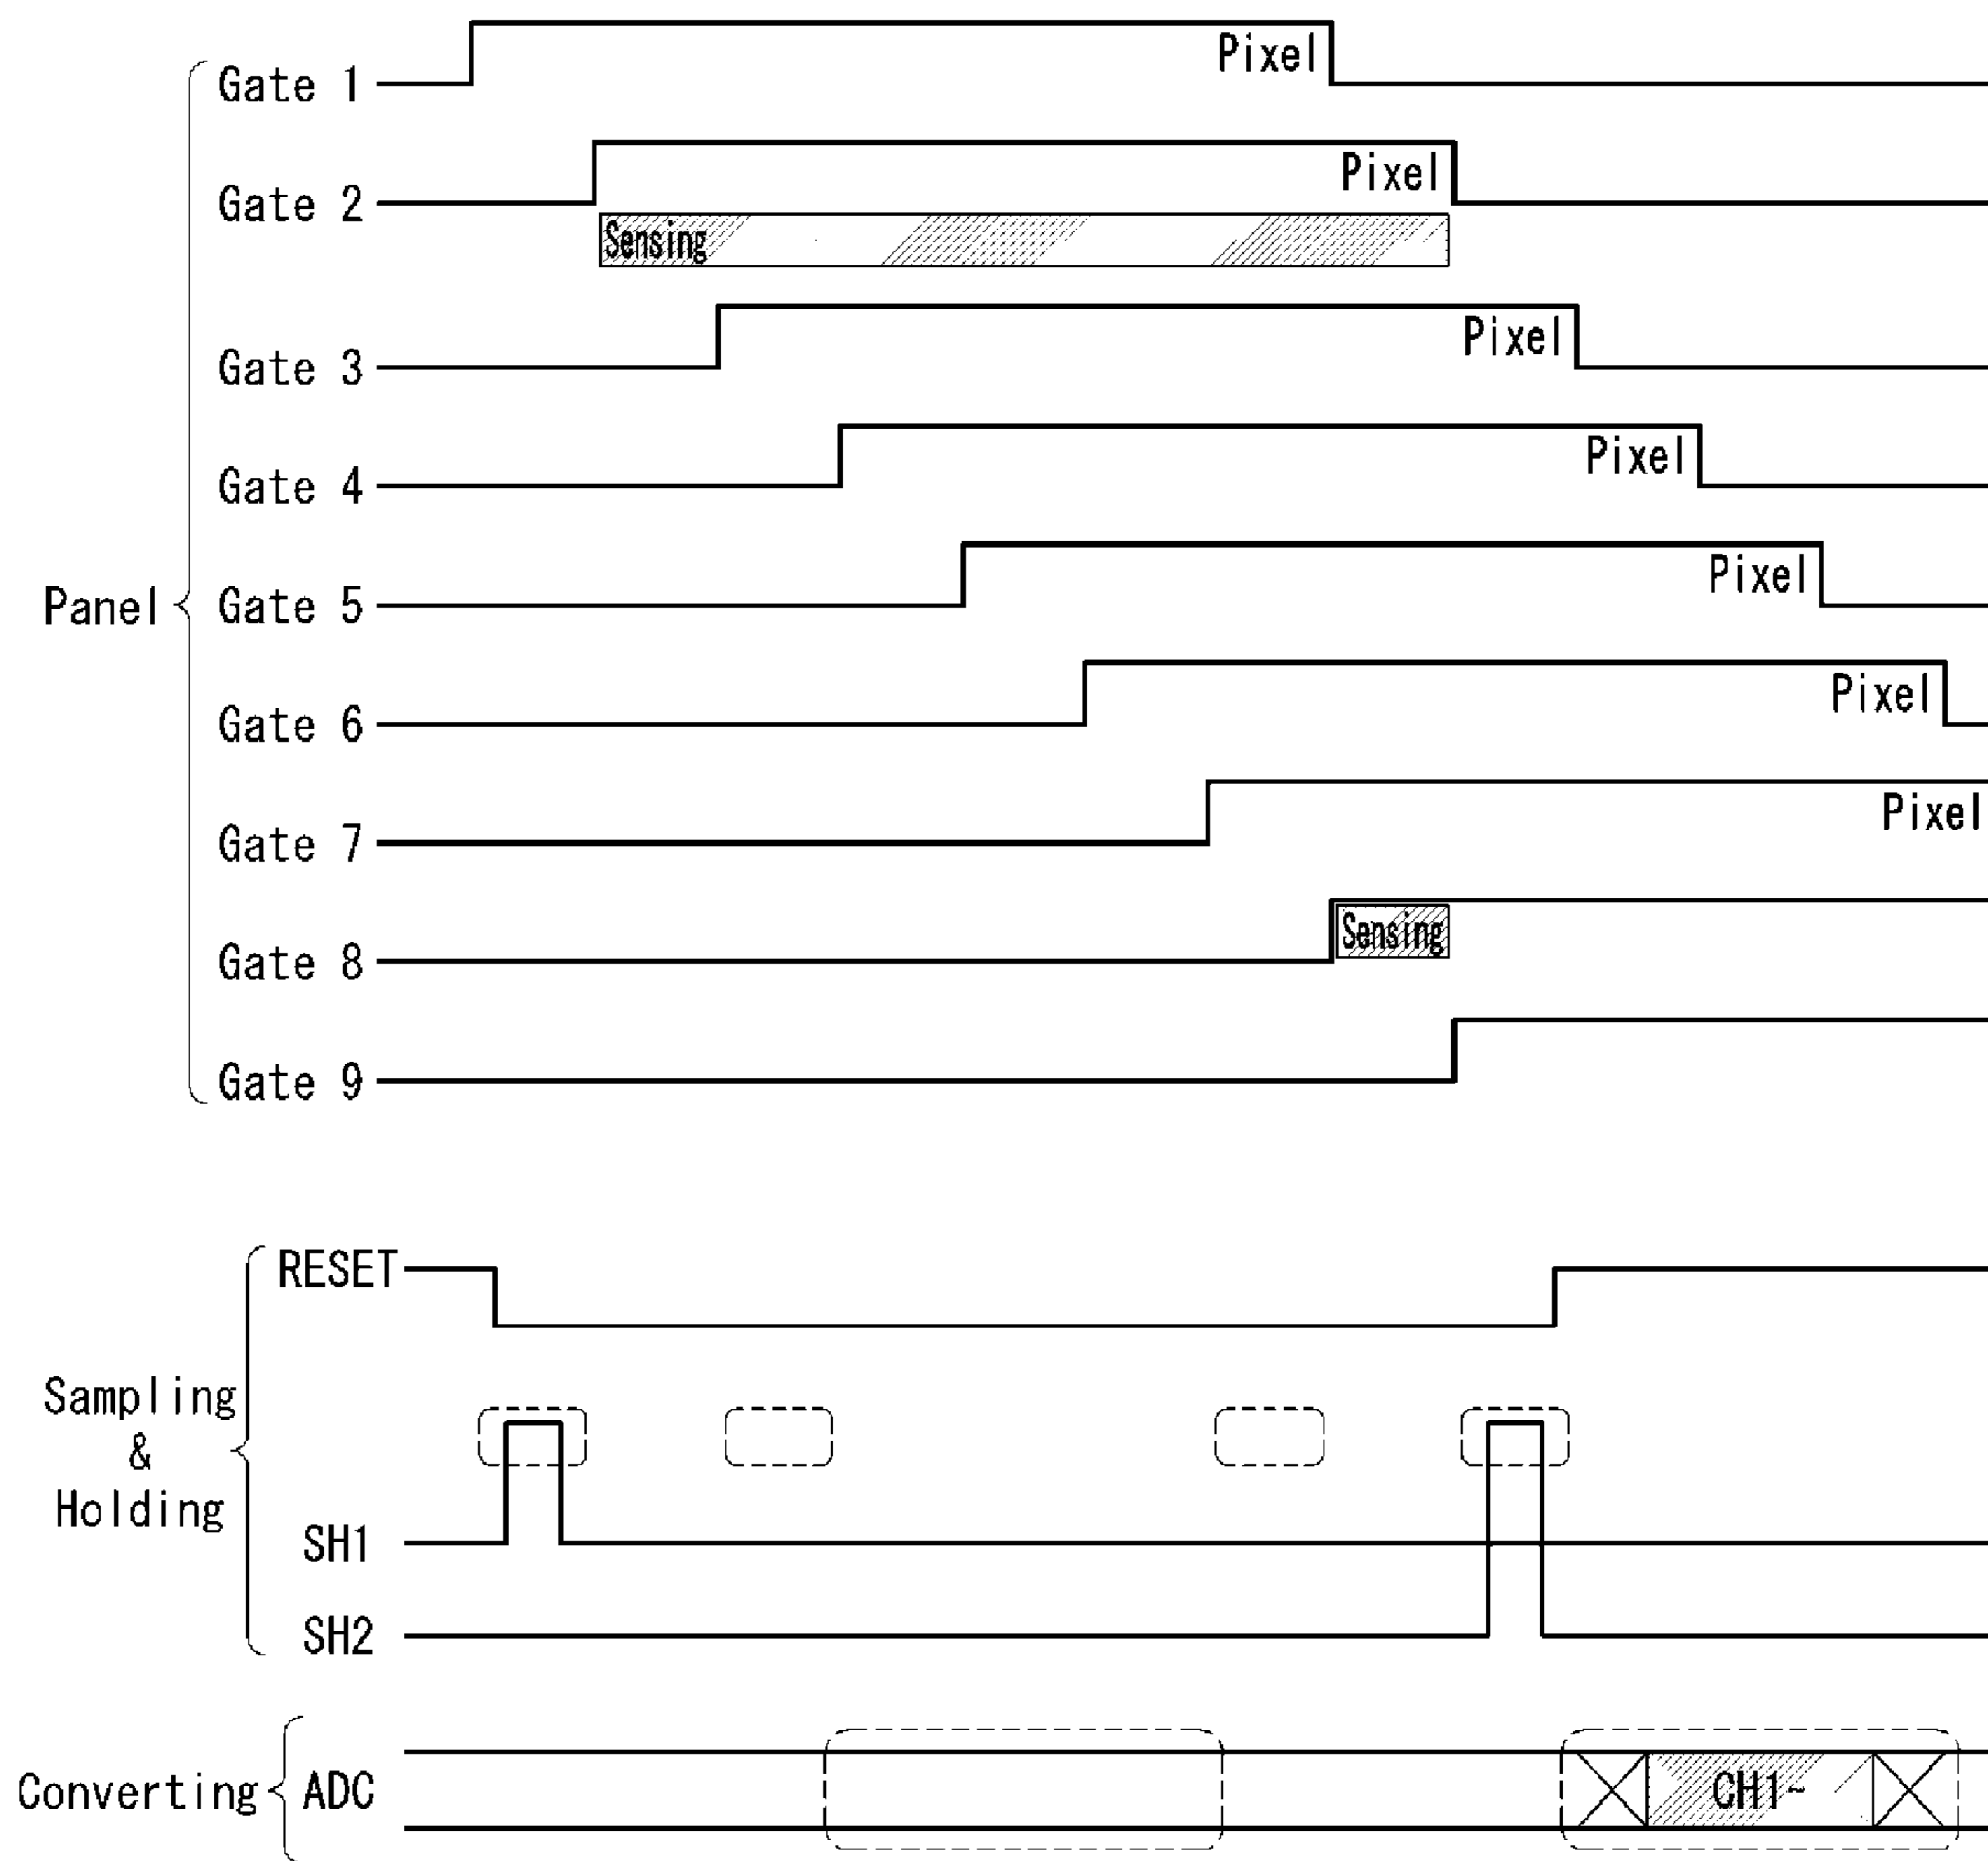 Pixel
Gate 1
Pixel
Gate 2
Sensing
Pixel
Gate 3
Pixel
Gate 4
Pixel
Panel
Gate 5
Pixel
Gate 6
Pixel
Gate 7
Sensing
Gate 8
Gate 9
RESET
Sampling
&
Holding
SH1
SH2
Converting
ADC
CH1~